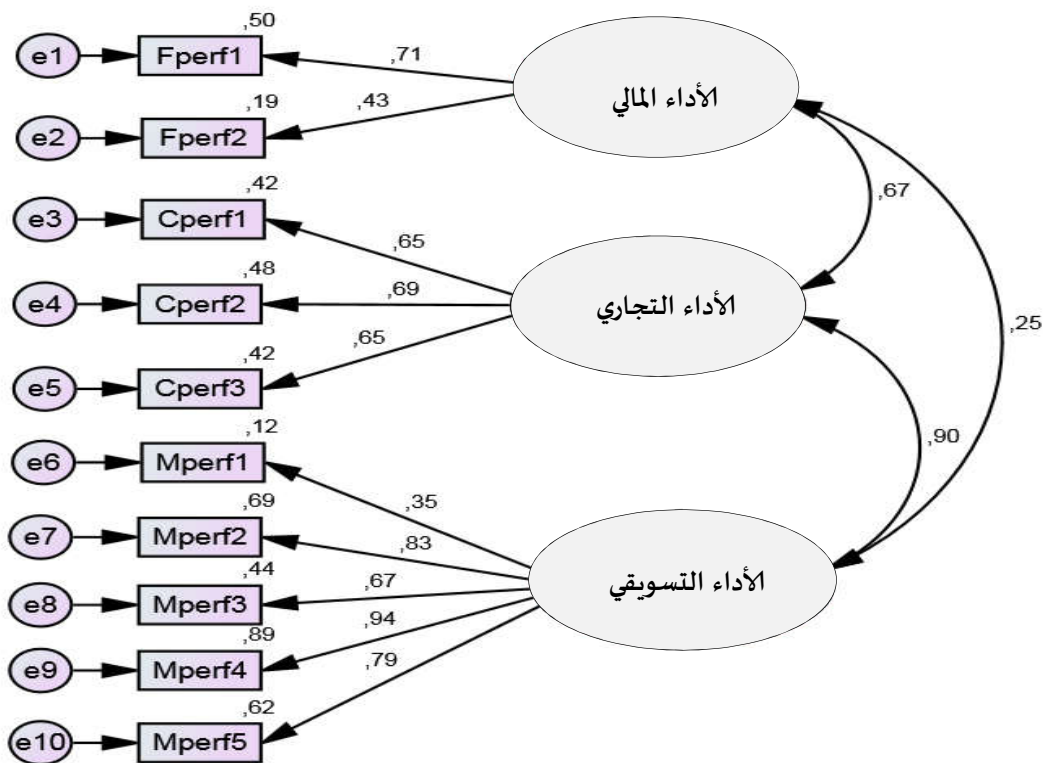 ,50
e1
Fperf1
,71
الأداء المالي
,19
,43
e2
Fperf2
,67
,42
e3
Cperf1
,65
,48
e4
Cperf2
,69
الأداء التجاري
,25
,42
,65
e5
Cperf3
,12
,90
e6
Mperf1
,35
,69
e7
Mperf2
,83
,44
,67
الأداء التسويقي
e8
Mperf3
,94
,89
e9
Mperf4
,79
,62
e10
Mperf5